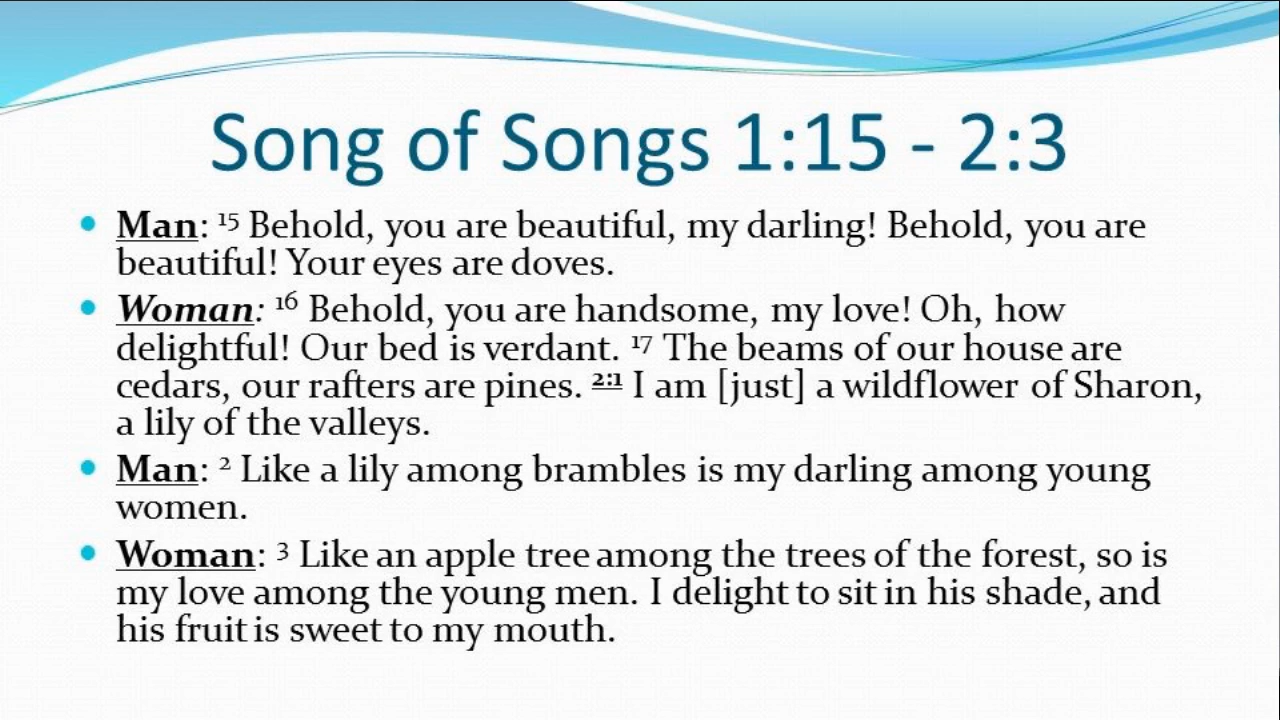 Song of Songs 1:15 - 2:3
• Man: 15 Behold, you are beautiful, my darling! Behold, you are
beautiful! Your eyes are doves.
• Woman: 16 Behold, you are handsome, my love! Oh, how
delightful! Our bed is verdant. 17 The beams of our house are
cedars, our rafters are pines. 2:1 I am [just] a wildflower of Sharon,
a lily of the valleys.
• Man: 2 Like a lily among brambles is my darling among young
women.
• Woman: 3 Like an apple tree among the trees of the forest, so is
my love among the young men. I delight to sit in his shade, and
his fruit is sweet to my mouth.